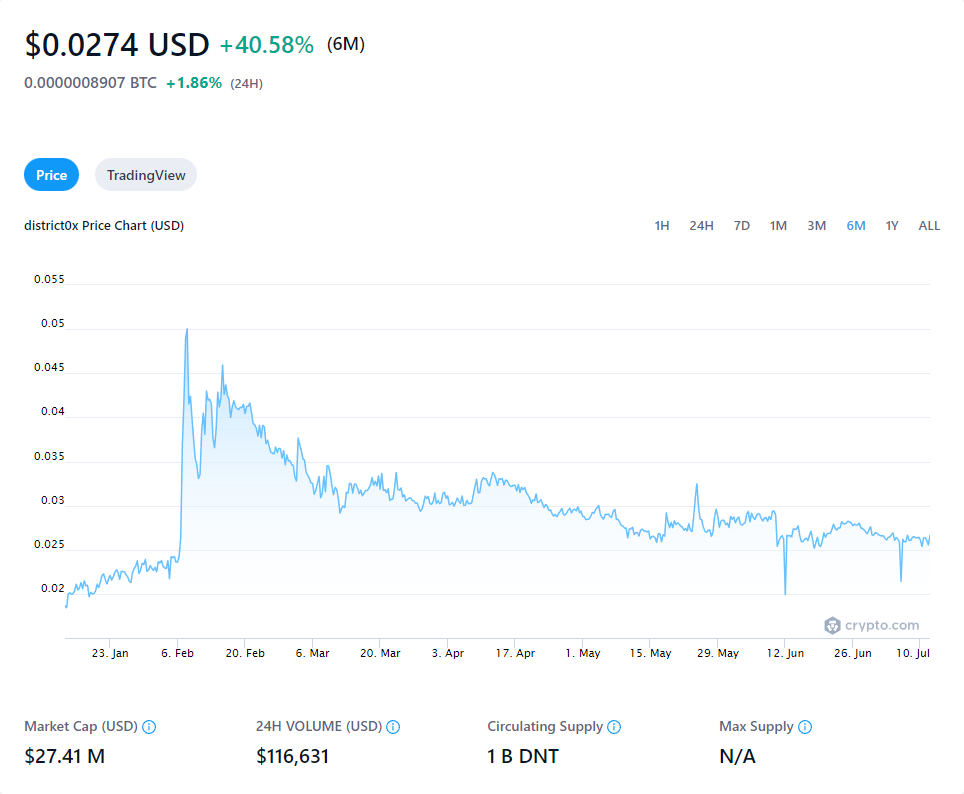 $0.0274 USD +40.58% (6M)
0.0000008907 BTC +1.86% (24H)
Price TradingView
district0x Price Chart (USD) 1H 24H 7D 1M 3M 6M 1Y ALL
0.055
0.05
0.045
0.04
0.035
0.03
0.025
0.02
crypto.com
23. Jan 6. Feb 20. Feb 6. Mar 20. Mar 3. Apr 17. Apr 1. May 15. May 29. May 12. Jun 26. Jun 10. Jul
Market Cap (USD) 24H VOLUME (USD) Circulating Supply Max Supply
$27.41 M $116,631 1 B DNT N/A